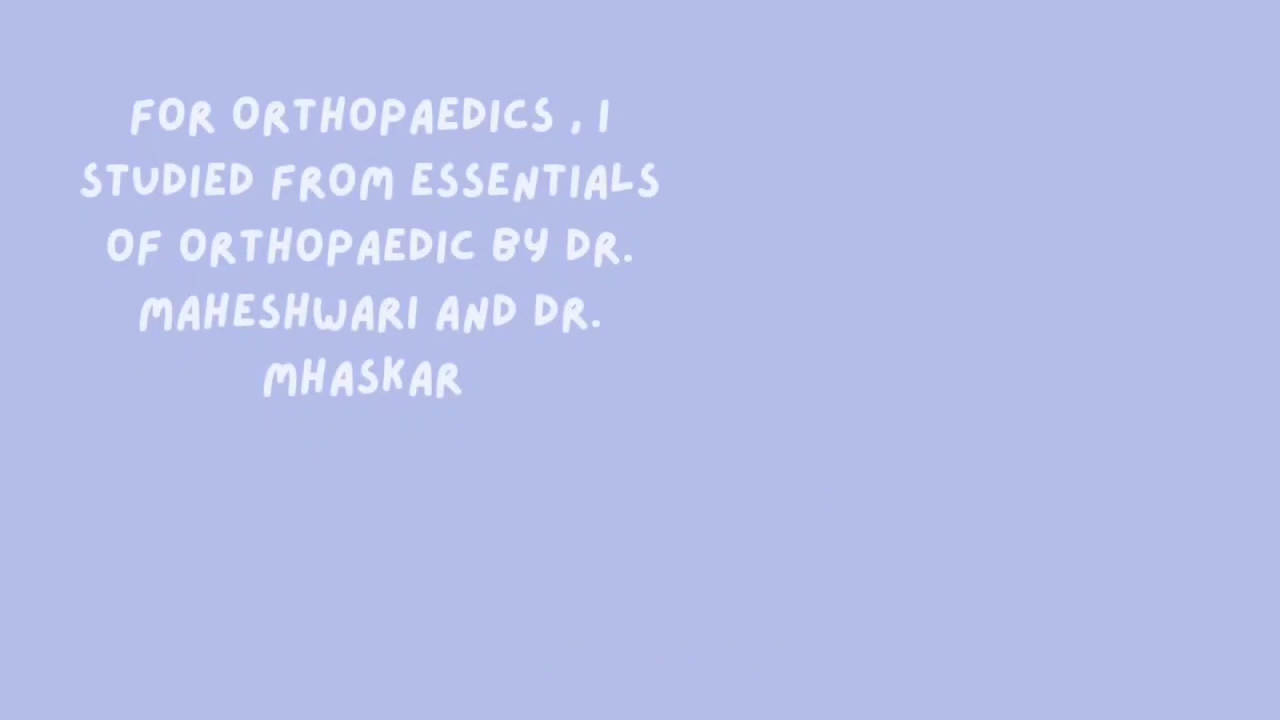 FOR ORTHOPAEDICS , I
STUDIED FROM ESSENTIALS
OF ORTHOPAEDIC BY DR.
MAHESHWARI AND DR.
MHASKAR